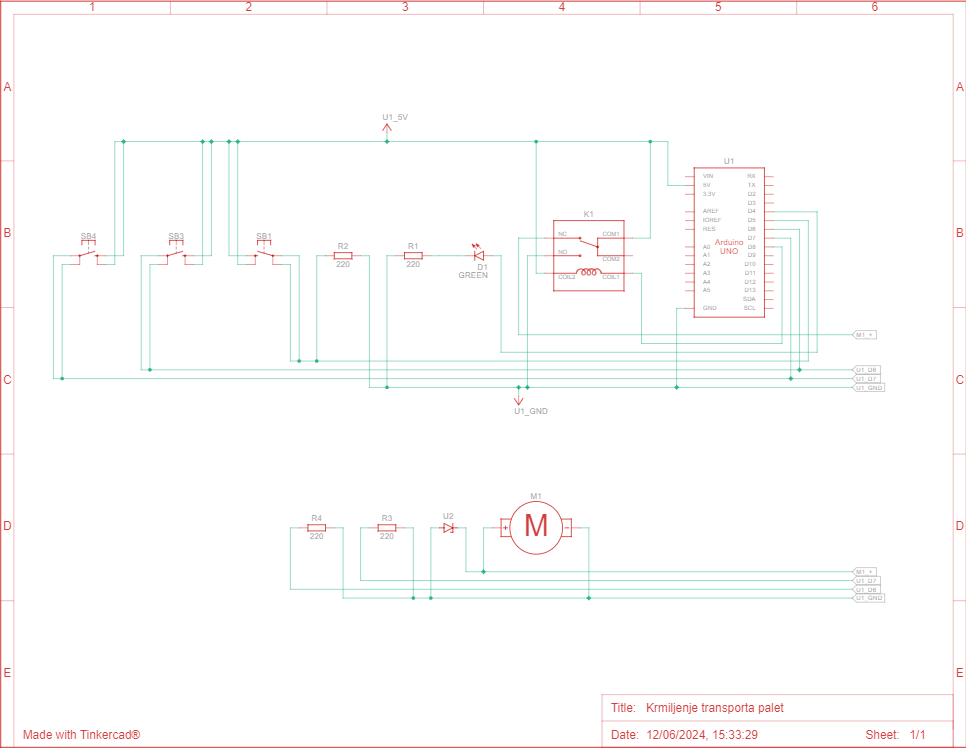 1 2 3 4 5 6
A A
U1_5V
U1
VIN RX
5V TX
3.3V D2
D3
AREF D4
IOREF D5
RES D6
D7
A0 D8
A1 D9
A2 D10
A3 D11
A4 D12
A5 D13
SDA
GND SCL
Arduino
UNO
B B
SB4 SB3 SB1
R2
220
R1
220
D1
GREEN
K1
NC COM1
NO COM2
COIL2 COIL1
M1_+
C C
U1_D6
U1_D7
U1_GND
U1_GND
D D
R4
220
R3
220
U2
M1
+ M -
M1_+
U1_D7
U1_D6
U1_GND
E E
Title: Krmiljenje transporta palet
Made with Tinkercad®
Date: 12/06/2024, 15:33:29 Sheet: 1/1